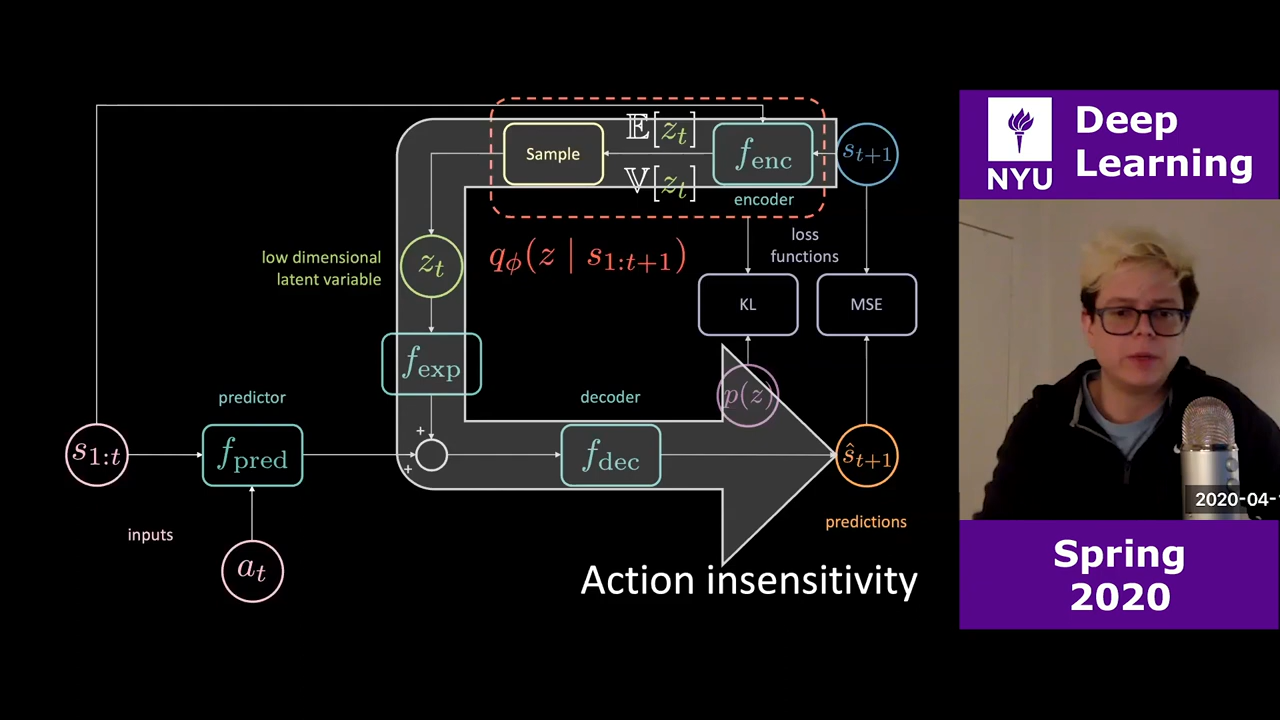 𝔼[z_t]
Sample
f_enc
s_{t+1}
𝕍[z_t]
encoder
loss
functions
low dimensional
latent variable
z_t
q_ϕ(z | s_{1:t+1})
KL
MSE
f_exp
predictor
decoder
p(z)
+
+
s_{1:t}
f_pred
f_dec
ŝ_{t+1}
inputs
predictions
a_t
Action insensitivity
NYU
Deep
Learning
2020-04-
Spring
2020